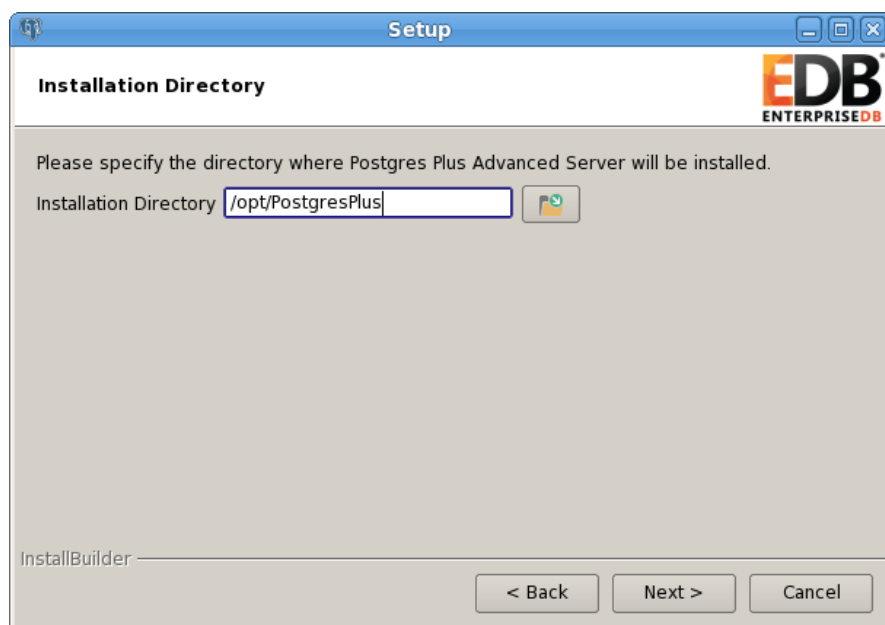 Setup
Installation Directory
EDB
ENTERPRISEDB
Please specify the directory where Postgres Plus Advanced Server will be installed.
Installation Directory /opt/PostgresPlus
InstallBuilder
< Back Next > Cancel